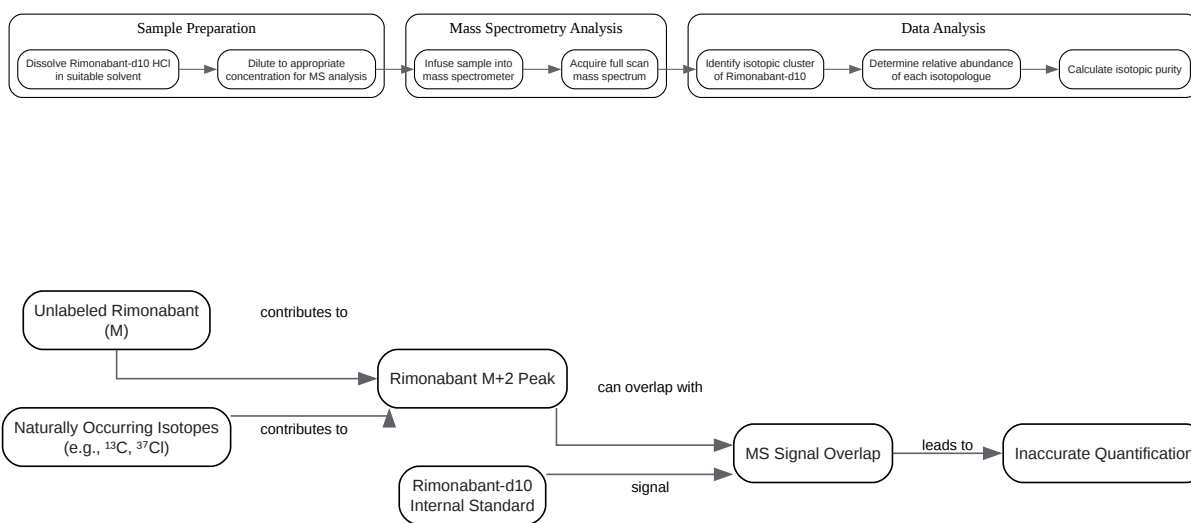 Sample Preparation
Mass Spectrometry Analysis
Data Analysis
Dissolve Rimonabant-d10 HCl
in suitable solvent
Dilute to appropriate
concentration for MS analysis
Infuse sample into
mass spectrometer
Acquire full scan
mass spectrum
Identify isotopic cluster
of Rimonabant-d10
Determine relative abundance
of each isotopologue
Calculate isotopic purity
Unlabeled Rimonabant
(M)
contributes to
Rimonabant M+2 Peak
can overlap with
Naturally Occurring Isotopes
(e.g., ¹³C, ³⁷Cl)
contributes to
MS Signal Overlap
leads to
Inaccurate Quantification
Rimonabant-d10
Internal Standard
signal